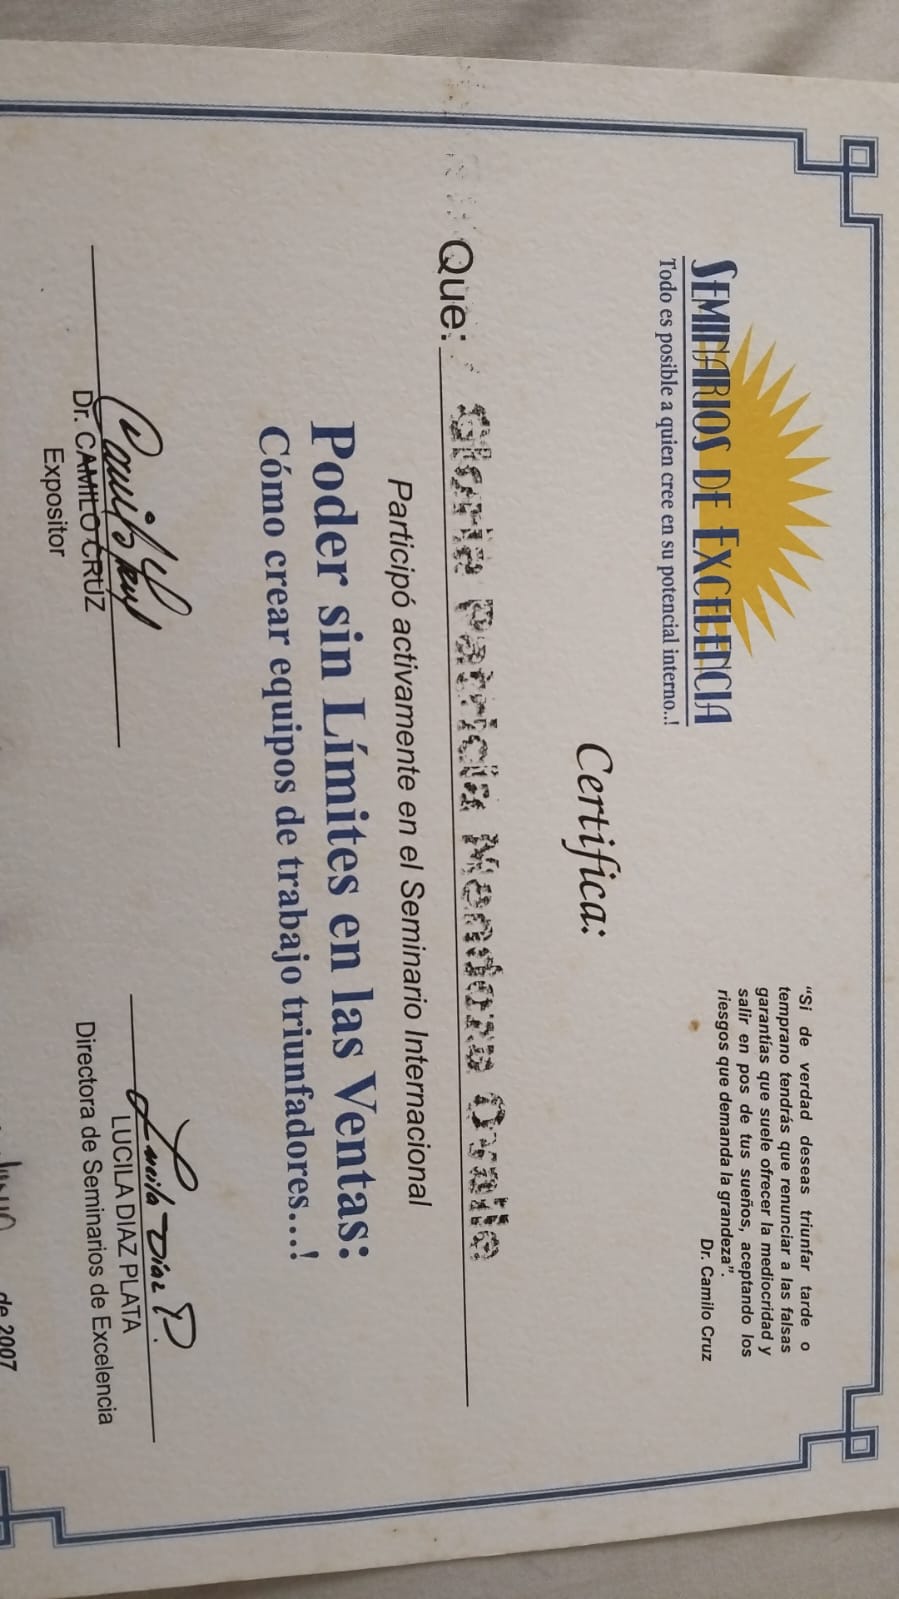 SEMINARIOS DE EXCELENCIA
Todo es posible a quien cree en su potencial interno..!
“Si de verdad deseas triunfar tarde o
temprano tendrás que renunciar a las falsas
garantías que suele ofrecer la mediocridad y
salir en pos de tus sueños, aceptando los
riesgos que demanda la grandeza”.
Dr. Camilo Cruz
Certifica:
Que: Gloria Patricia Mendoza Ovalle
Participó activamente en el Seminario Internacional
Poder sin Límites en las Ventas:
Cómo crear equipos de trabajo triunfadores...!
Lucila Díaz P.
Dr. CAMILO CRUZ
Expositor
LUCILA DIAZ PLATA
Directora de Seminarios de Excelencia
de 2007